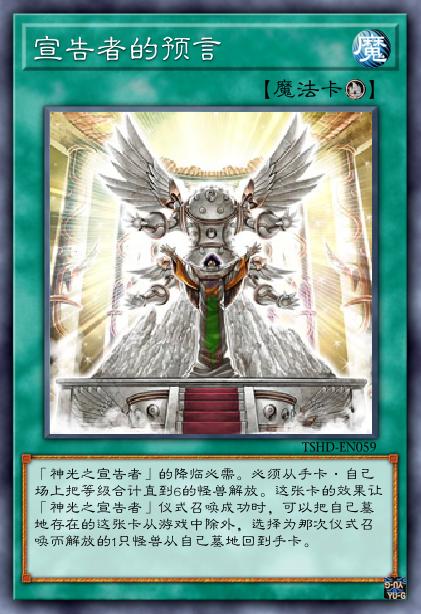 宣告者的预言
魔
【魔法卡】
TSHD-EN059
「神光之宣告者」的降临必需。必须从手卡·自己
场上把等级合计直到6的怪兽解放。这张卡的效果让
「神光之宣告者」仪式召唤成功时，可以把自己墓
地存在的这张卡从游戏中除外，选择为那次仪式召
唤而解放的1只怪兽从自己墓地回到手卡。